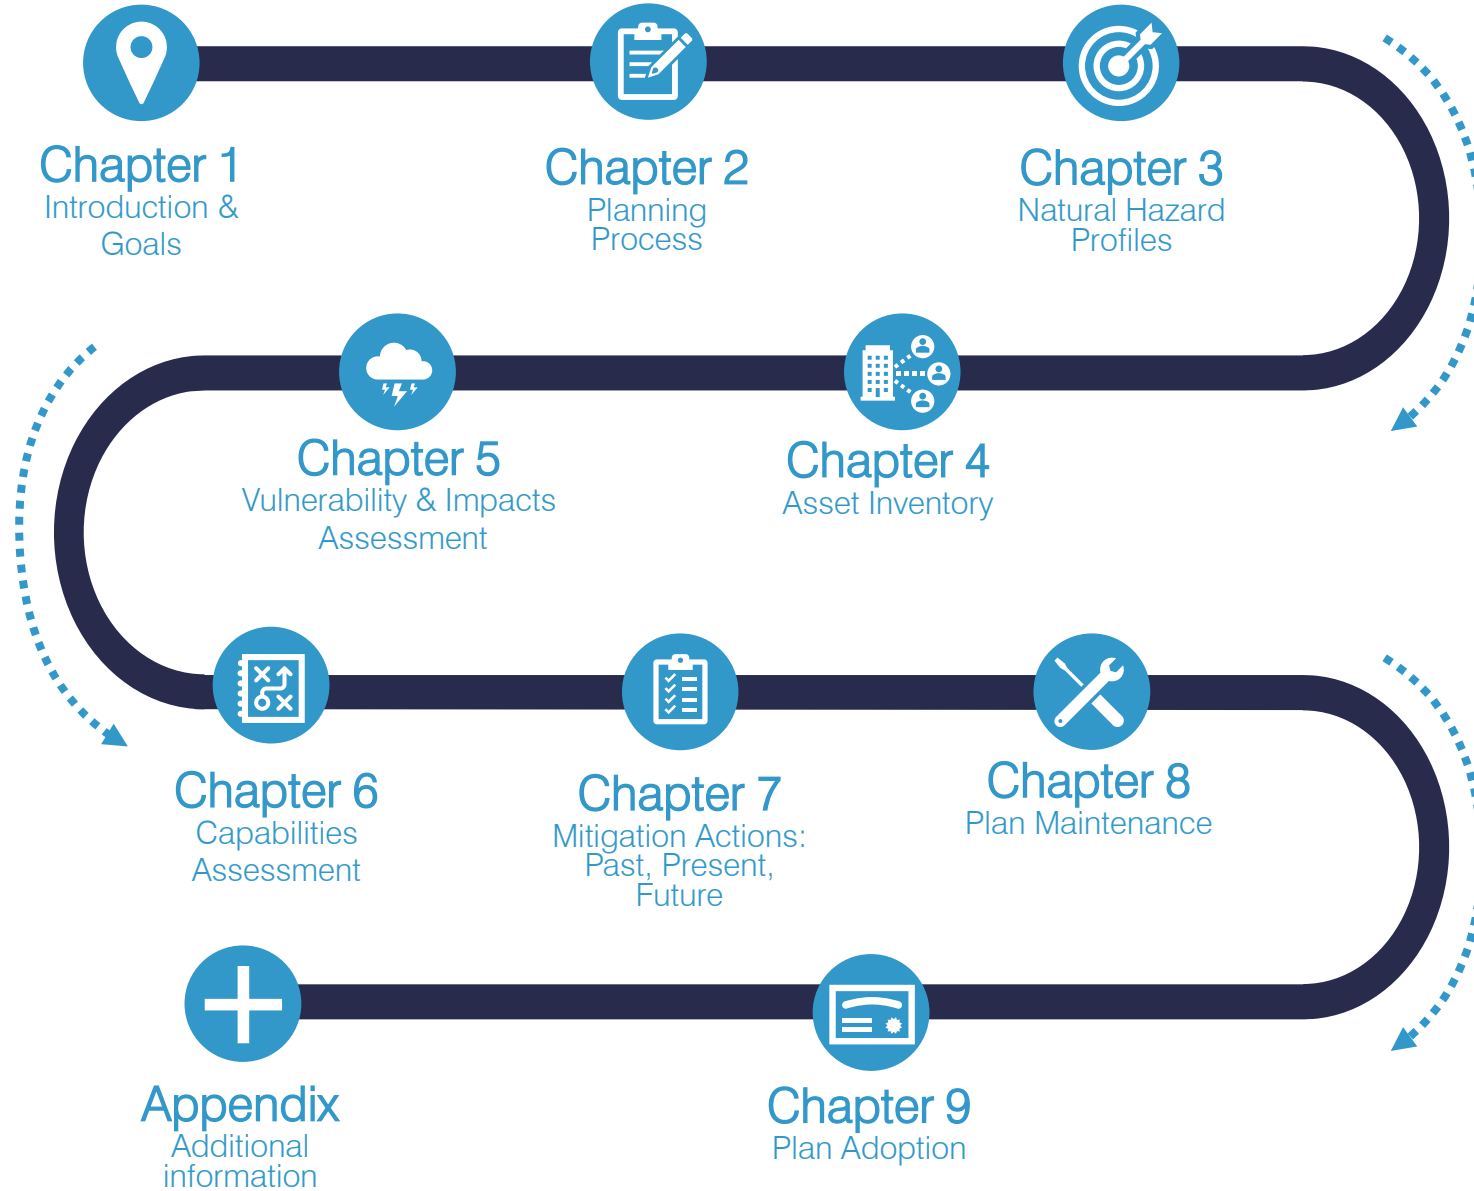 Chapter 1
Introduction &
Goals
Chapter 2
Planning
Process
Chapter 3
Natural Hazard
Profiles
Chapter 4
Asset Inventory
Chapter 5
Vulnerability & Impacts
Assessment
Chapter 6
Capabilities
Assessment
Chapter 7
Mitigation Actions:
Past, Present,
Future
Chapter 8
Plan Maintenance
Chapter 9
Plan Adoption
Appendix
Additional
information